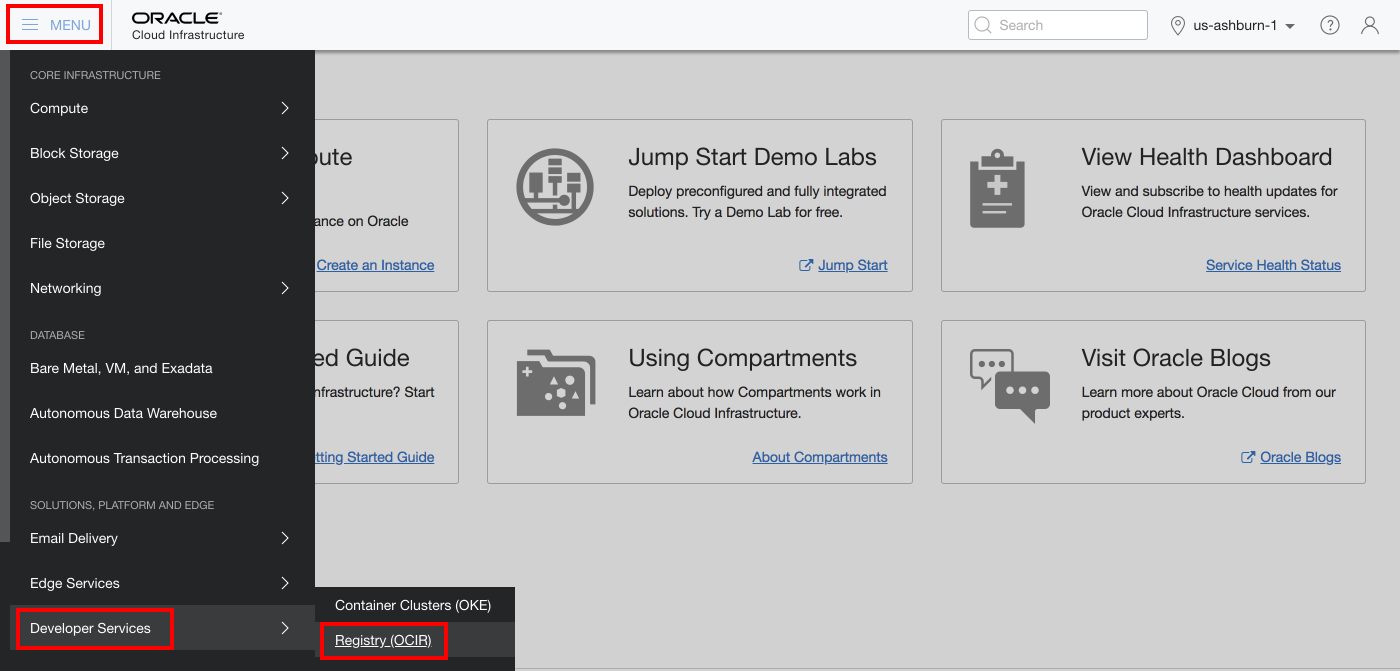 MENU
ORACLE
Cloud Infrastructure
Search
us-ashburn-1
CORE INFRASTRUCTURE
Compute
Block Storage
Object Storage
File Storage
Networking
DATABASE
Bare Metal, VM, and Exadata
Autonomous Data Warehouse
Autonomous Transaction Processing
SOLUTIONS, PLATFORM AND EDGE
Email Delivery
Edge Services
Developer Services
Container Clusters (OKE)
Registry (OCIR)
ute
ance on Oracle
Create an Instance
Jump Start Demo Labs
Deploy preconfigured and fully integrated
solutions. Try a Demo Lab for free.
Jump Start
View Health Dashboard
View and subscribe to health updates for
Oracle Cloud Infrastructure services.
Service Health Status
ed Guide
nfrastructure? Start
tting Started Guide
Using Compartments
Learn about how Compartments work in
Oracle Cloud Infrastructure.
About Compartments
Visit Oracle Blogs
Learn more about Oracle Cloud from our
product experts.
Oracle Blogs